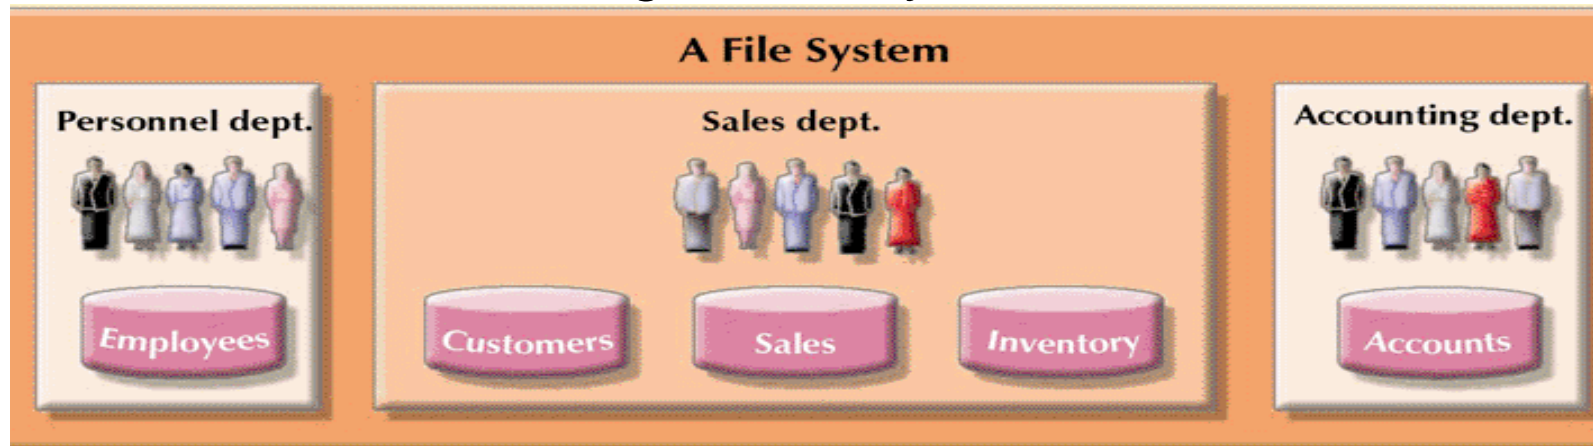 A File System
Personnel dept.
Sales dept.
Accounting dept.
Employees
Customers
Sales
Inventory
Accounts